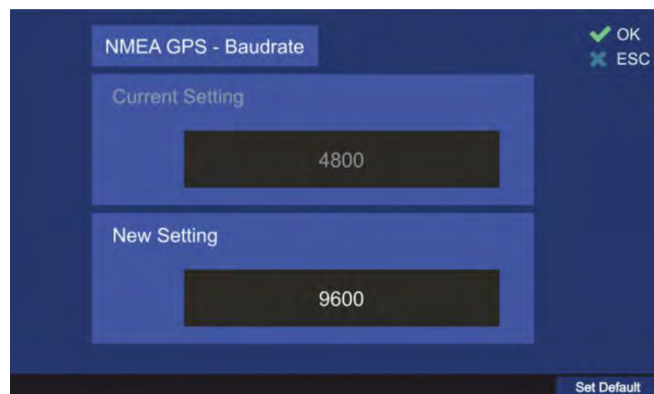 NMEA GPS - Baudrate
OK
ESC
Current Setting
4800
New Setting
9600
Set Default